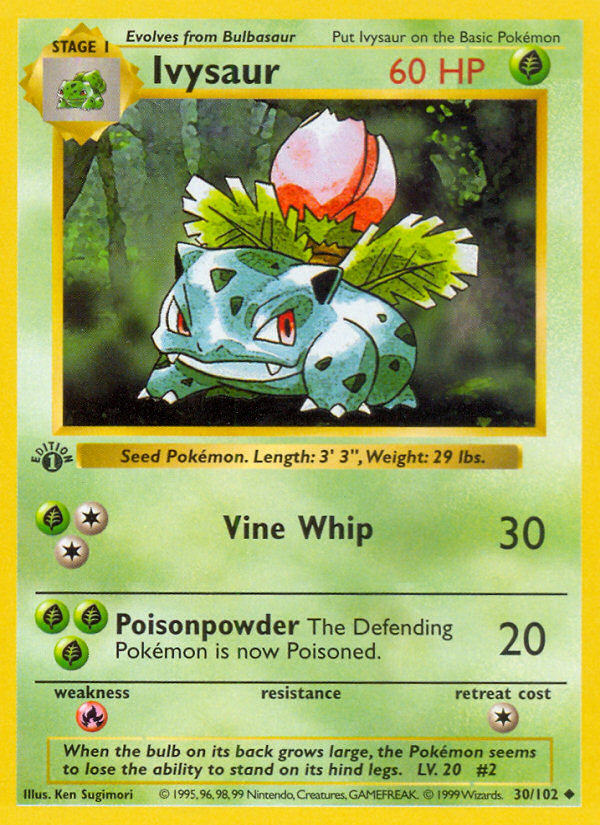 STAGE 1
Evolves from Bulbasaur
Put Ivysaur on the Basic Pokémon
Ivysaur
60 HP
EDITION
1
Seed Pokémon. Length: 3' 3", Weight: 29 lbs.
Vine Whip
30
Poisonpowder The Defending
Pokémon is now Poisoned.
20
weakness
resistance
retreat cost
When the bulb on its back grows large, the Pokémon seems
to lose the ability to stand on its hind legs. LV. 20 #2
Illus. Ken Sugimori
© 1995, 96, 98, 99 Nintendo, Creatures, GAMEFREAK. © 1999 Wizards. 30/102 ◆